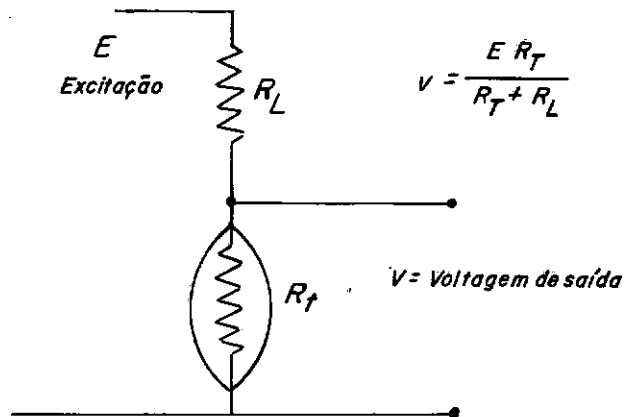 E
Excitação
R_L
v = E R_T / R_T + R_L
R_t
V = Voltagem de saída